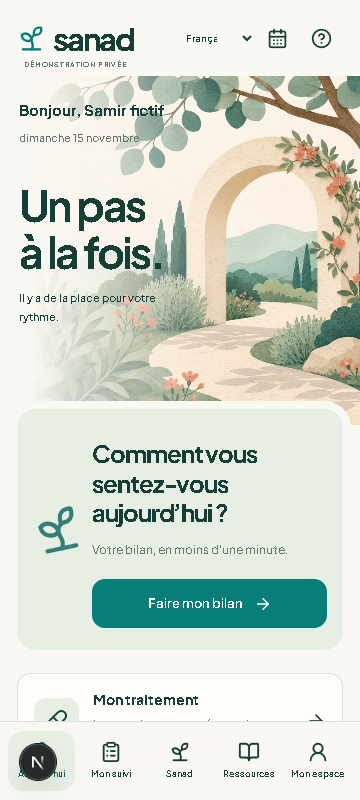 sanad
DÉMONSTRATION PRIVÉE
França
Bonjour, Samir fictif
dimanche 15 novembre
Un pas
à la fois.
Il y a de la place pour votre
rythme.
Comment vous
sentez-vous
aujourd'hui ?
Votre bilan, en moins d'une minute.
Faire mon bilan
Mon traitement
N
Mon suivi
Sanad
Ressources
Mon espace